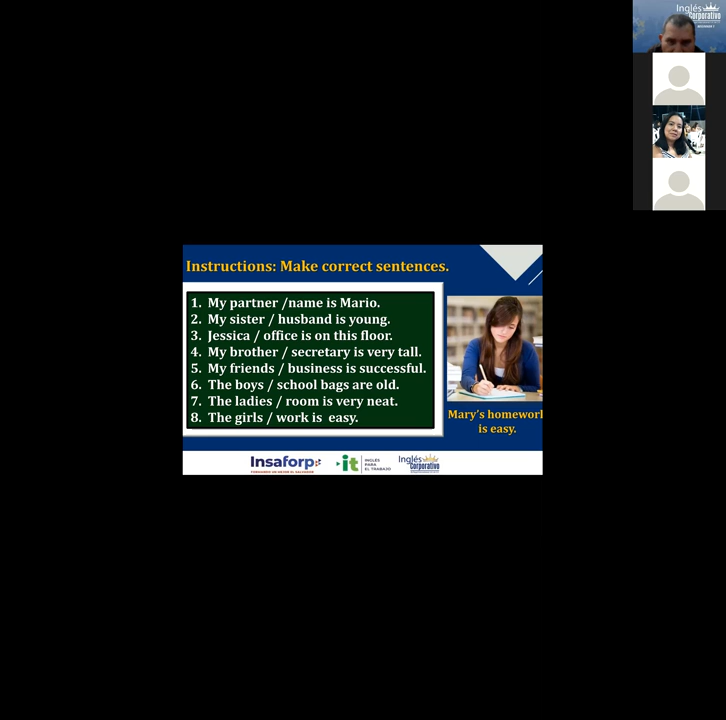 Inglés
Corporativo
Instructions: Make correct sentences.
1. My partner /name is Mario.
2. My sister / husband is young.
3. Jessica / office is on this floor.
4. My brother / secretary is very tall.
5. My friends / business is successful.
6. The boys / school bags are old.
7. The ladies / room is very neat.
8. The girls / work is easy.
Mary's homework
is easy.
Insaforp
it
INGLÉS
PARA
EL TRABAJO
Inglés
Corporativo